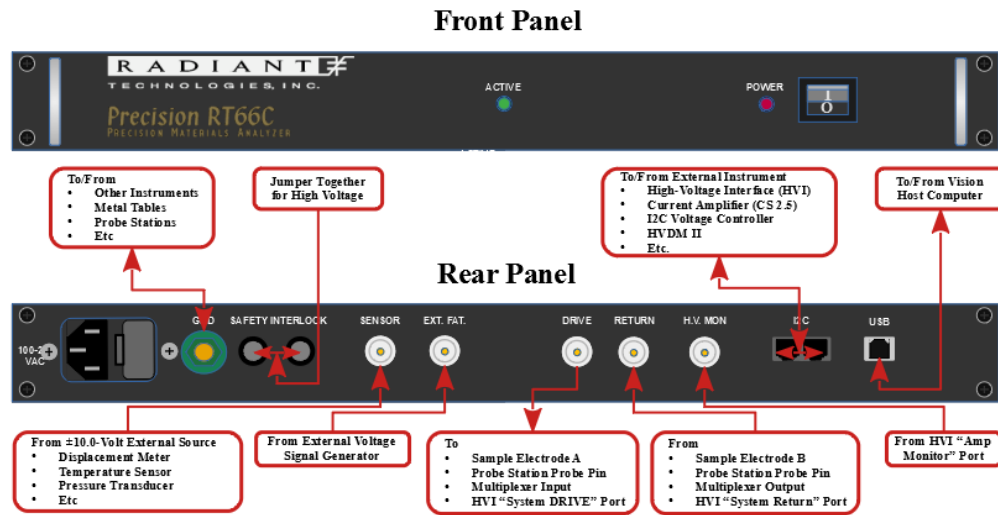 Front Panel
RADIANT
TECHNOLOGIES, INC.
Precision RT66C
PRECISION MATERIALS ANALYZER
ACTIVE
POWER
I
O
To/From
• Other Instruments
• Metal Tables
• Probe Stations
• Etc
Jumper Together
for High Voltage
To/From External Instrument
• High-Voltage Interface (HVI)
• Current Amplifier (CS 2.5)
• I2C Voltage Controller
• HVDM II
• Etc.
To/From Vision
Host Computer
Rear Panel
SAFETY INTERLOCK
SENSOR
EXT. FAT.
DRIVE
RETURN
H.V. MON
USB
VAC
From ±10.0-Volt External Source
• Displacement Meter
• Temperature Sensor
• Pressure Transducer
• Etc
From External Voltage
Signal Generator
To
• Sample Electrode A
• Probe Station Probe Pin
• Multiplexer Input
• HVI “System DRIVE” Port
From
• Sample Electrode B
• Probe Station Probe Pin
• Multiplexer Output
• HVI “System Return” Port
From HVI “Amp
Monitor” Port